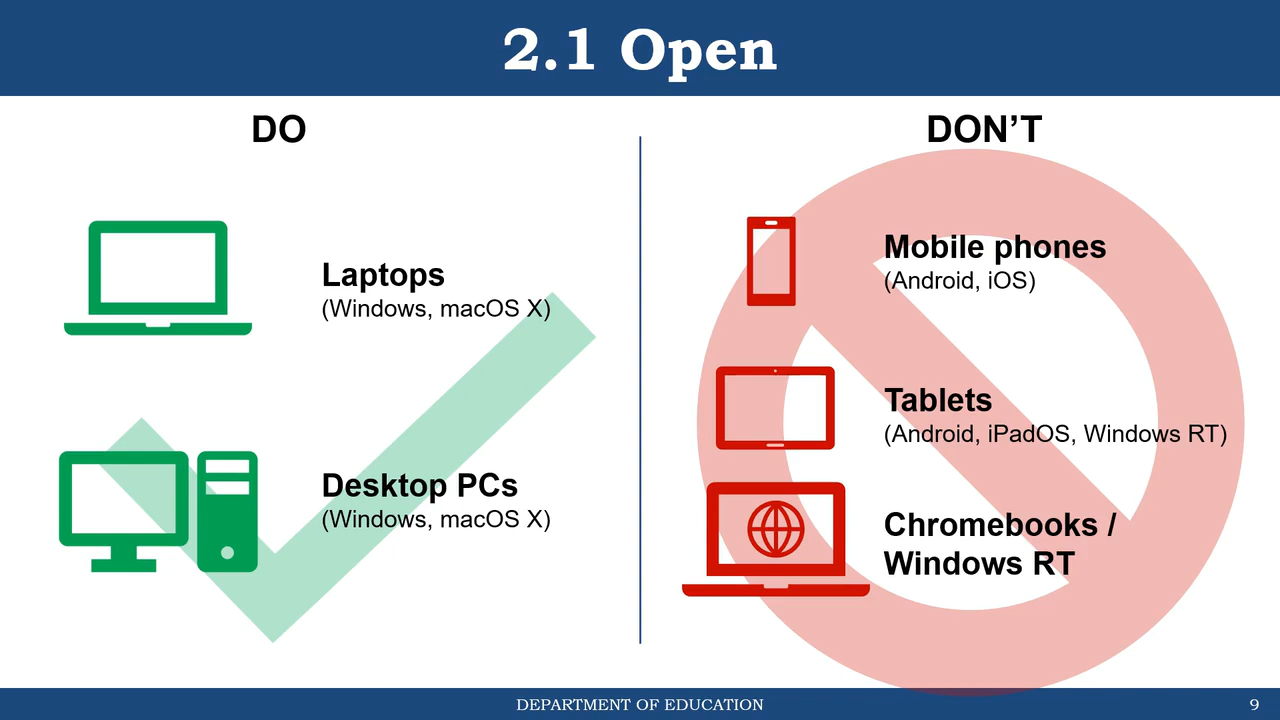 2.1 Open
DO
Laptops
(Windows, macOS X)
Desktop PCs
(Windows, macOS X)
DON’T
Mobile phones
(Android, iOS)
Tablets
(Android, iPadOS, Windows RT)
Chromebooks /
Windows RT
DEPARTMENT OF EDUCATION
9